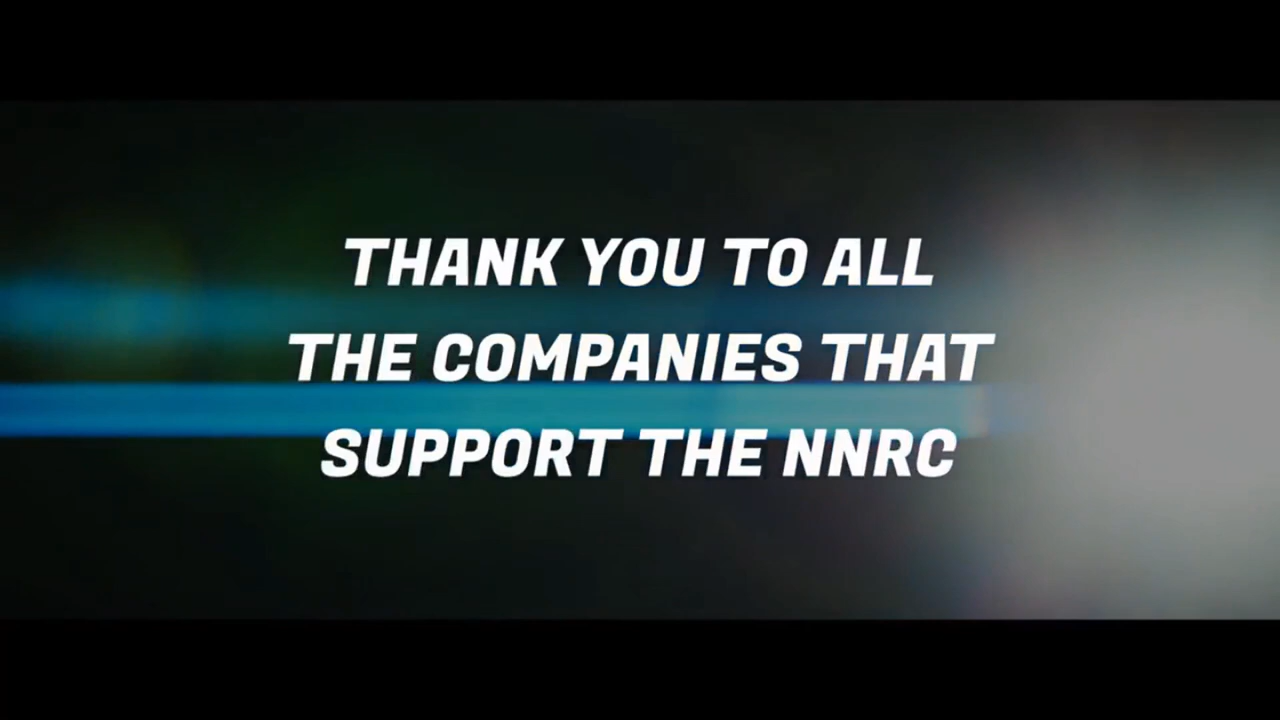 THANK YOU TO ALL
THE COMPANIES THAT
SUPPORT THE NNRC